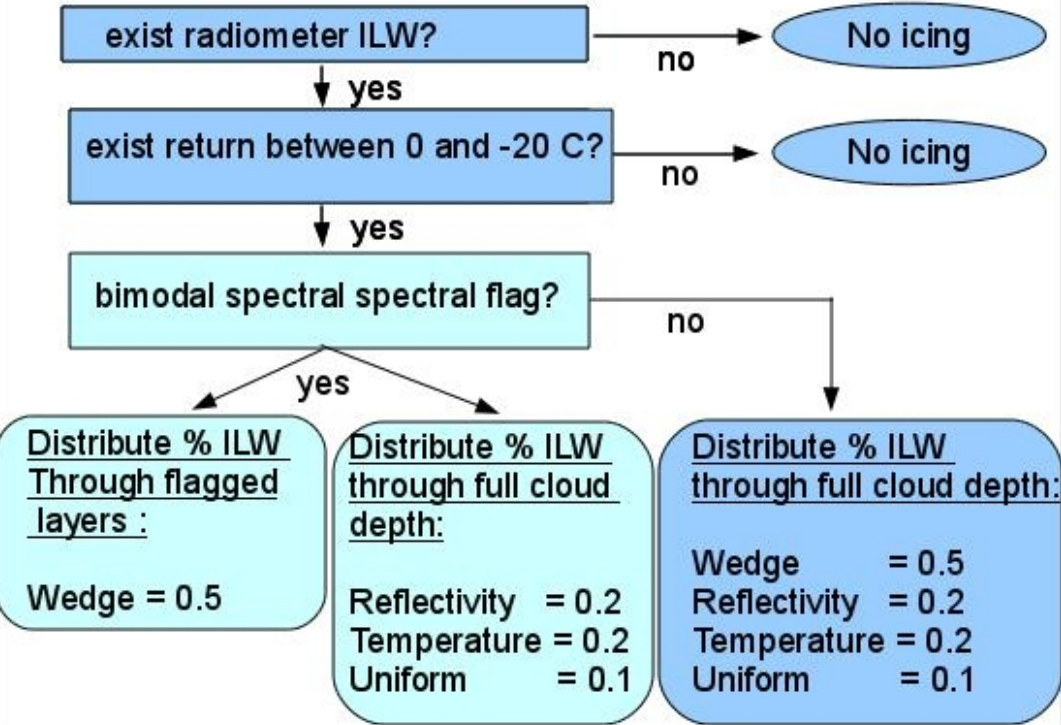 exist radiometer ILW?
no
No icing
yes
exist return between 0 and -20 C?
no
No icing
yes
bimodal spectral spectral flag?
no
yes
Distribute % ILW
Through flagged
layers :
Wedge = 0.5
Distribute % ILW
through full cloud
depth:
Reflectivity = 0.2
Temperature = 0.2
Uniform = 0.1
Distribute % ILW
through full cloud depth:
Wedge = 0.5
Reflectivity = 0.2
Temperature = 0.2
Uniform = 0.1